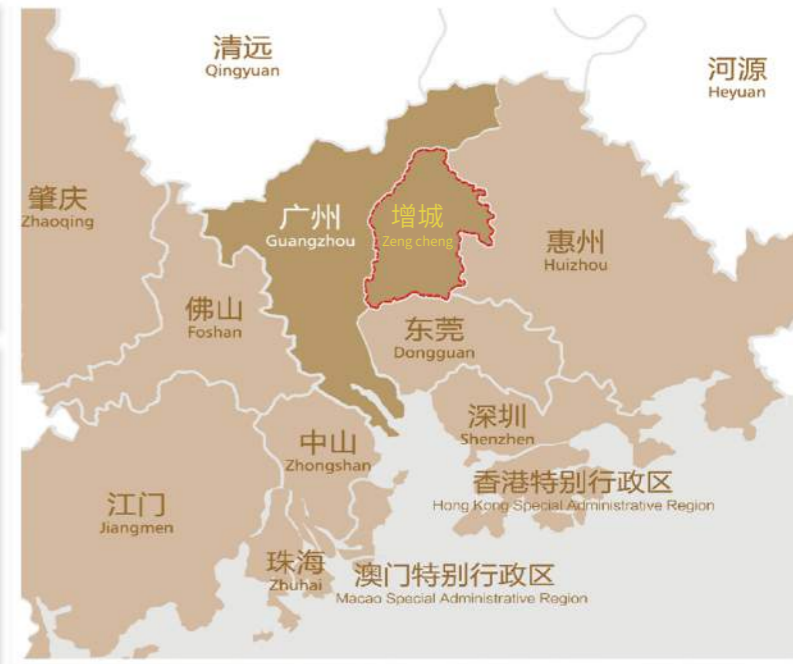 清远
Qingyuan
河源
Heyuan
肇庆
Zhaoqing
广州
Guangzhou
增城
Zeng cheng
惠州
Huizhou
佛山
Foshan
东莞
Dongguan
深圳
Shenzhen
中山
Zhongshan
香港特别行政区
Hong Kong Special Administrative Region
江门
Jiangmen
珠海
Zhuhai
澳门特别行政区
Macao Special Administrative Region